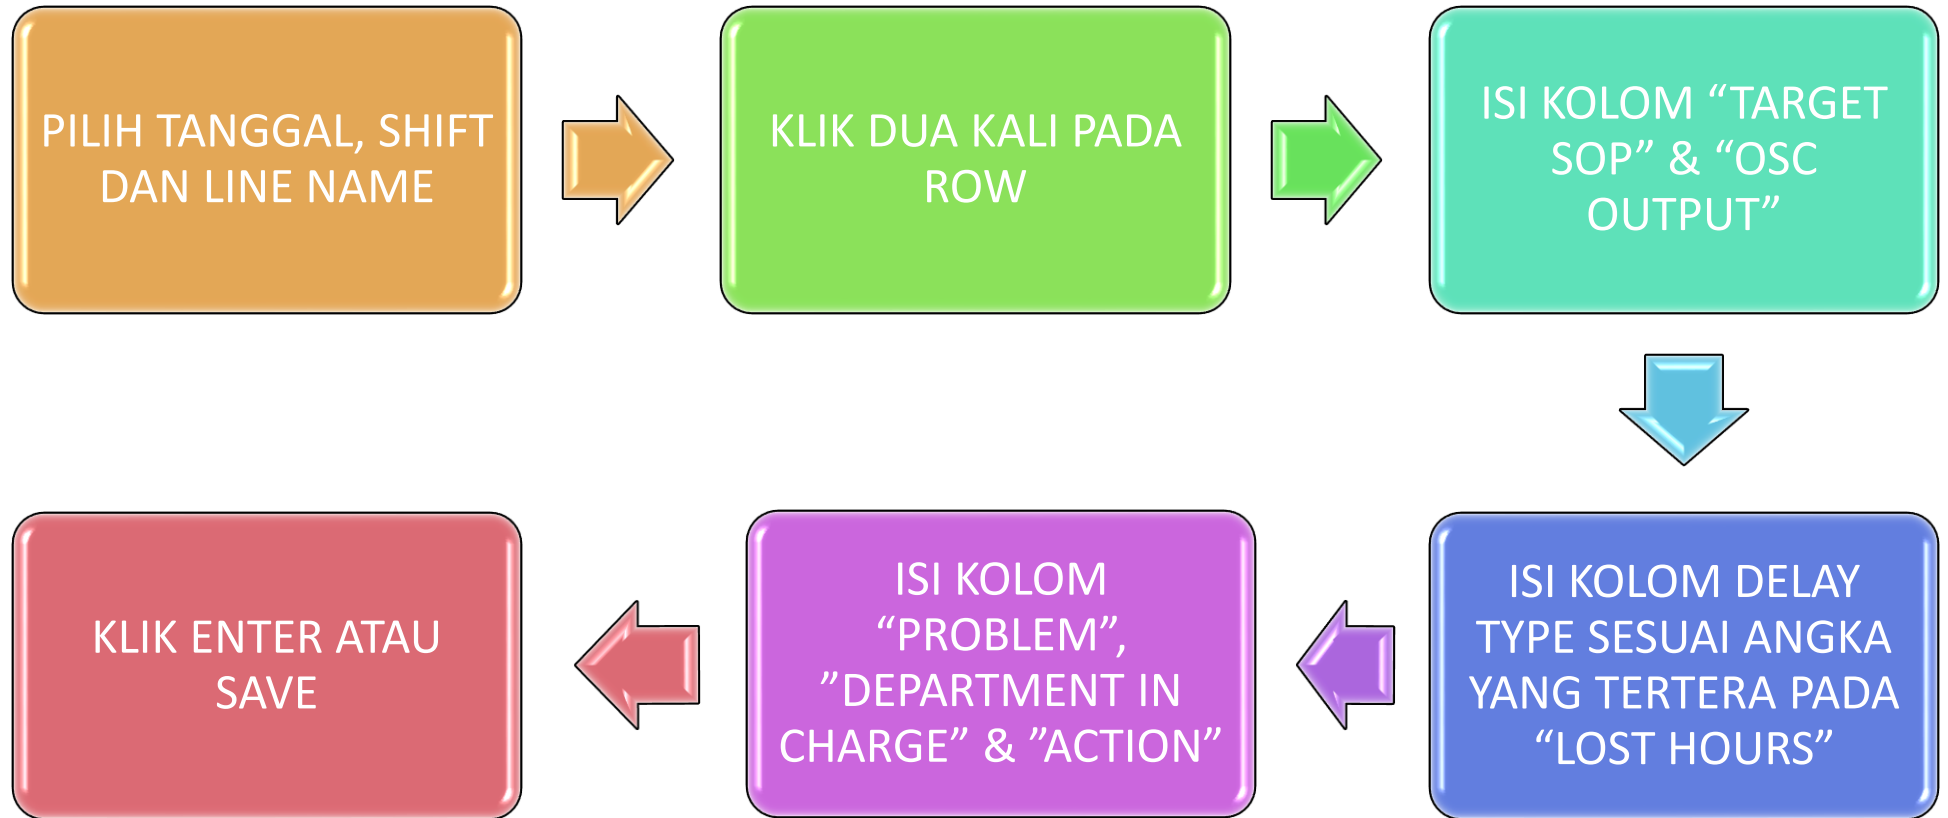 PILIH TANGGAL, SHIFT
DAN LINE NAME
KLIK DUA KALI PADA
ROW
ISI KOLOM “TARGET
SOP” & “OSC
OUTPUT”
ISI KOLOM DELAY
TYPE SESUAI ANGKA
YANG TERTERA PADA
“LOST HOURS”
ISI KOLOM
“PROBLEM”,
”DEPARTMENT IN
CHARGE” & ”ACTION”
KLIK ENTER ATAU
SAVE